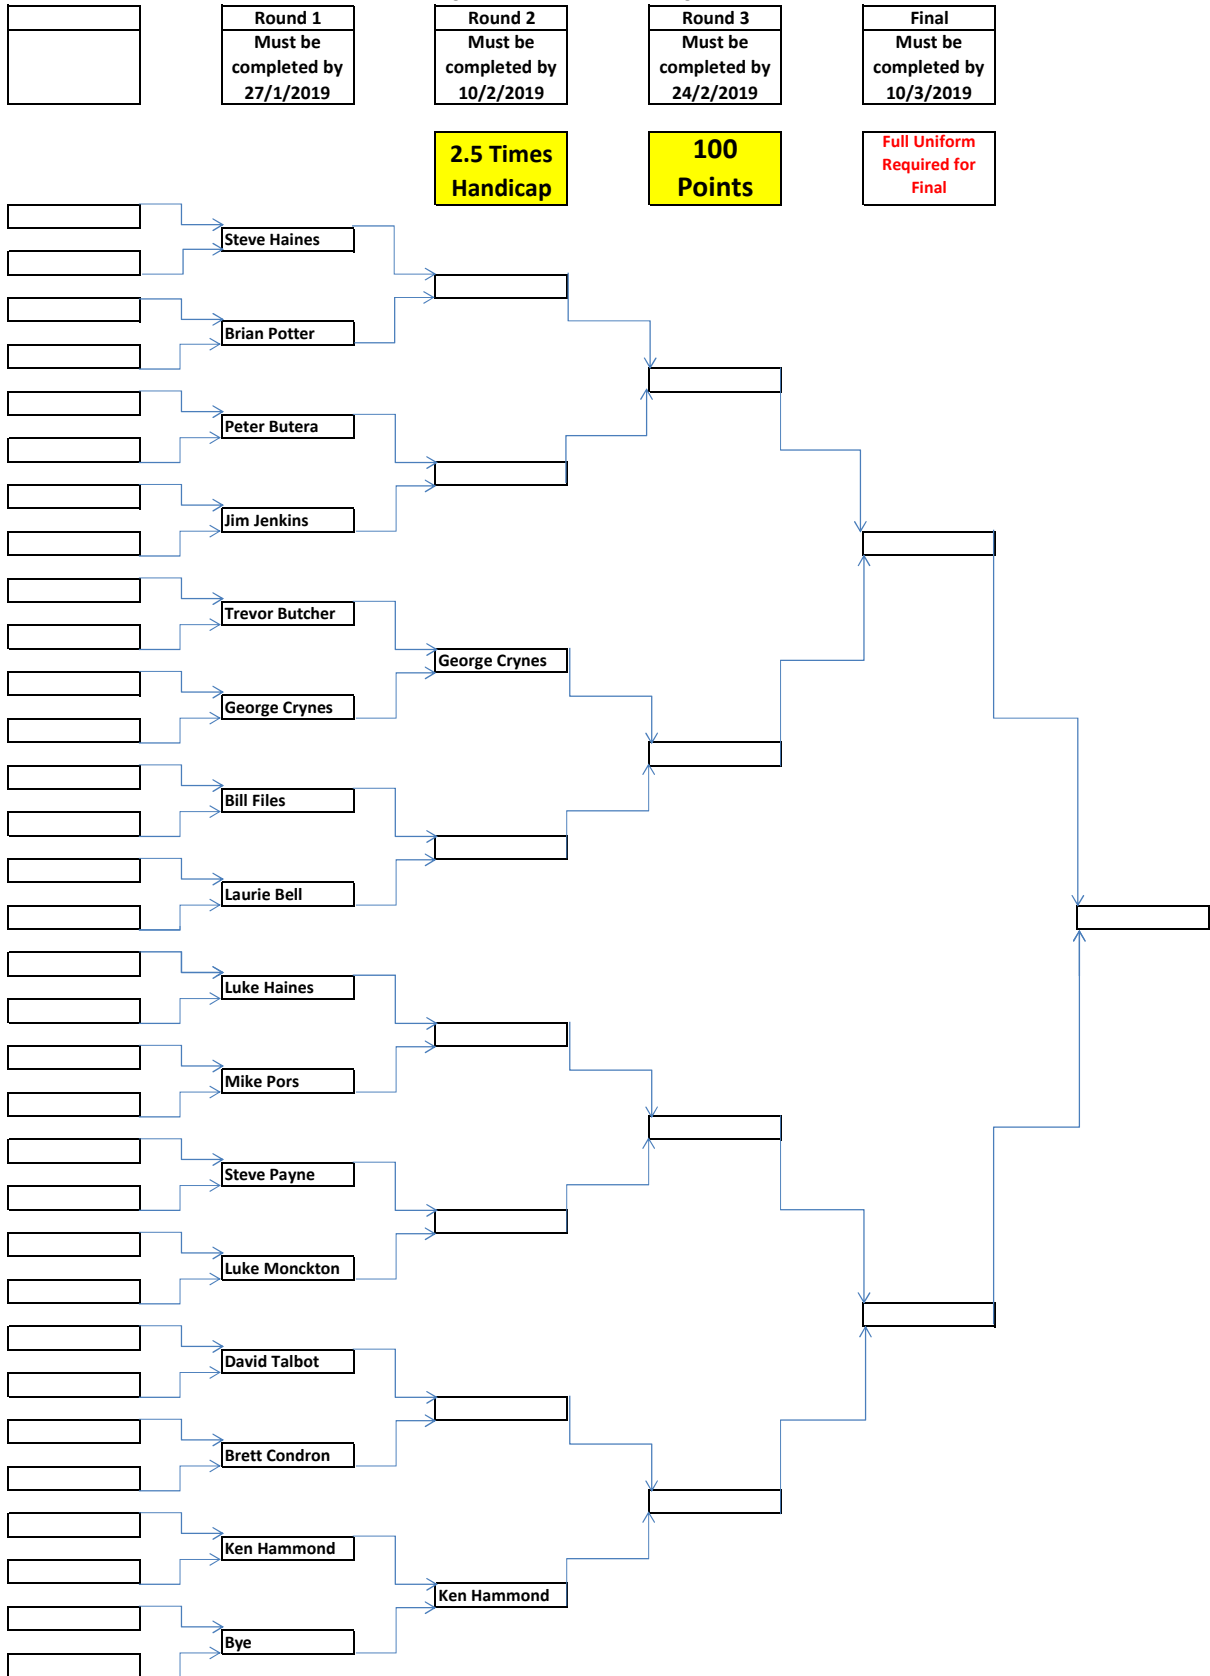 Round 1
Must be
completed by
27/1/2019
Round 2
Must be
completed by
10/2/2019
Round 3
Must be
completed by
24/2/2019
Final
Must be
completed by
10/3/2019
2.5 Times
Handicap
100
Points
Full Uniform
Required for
Final
Steve Haines
Brian Potter
Peter Butera
Jim Jenkins
Trevor Butcher
George Crynes
George Crynes
Bill Files
Laurie Bell
Luke Haines
Mike Pors
Steve Payne
Luke Monckton
David Talbot
Brett Condron
Ken Hammond
Ken Hammond
Bye